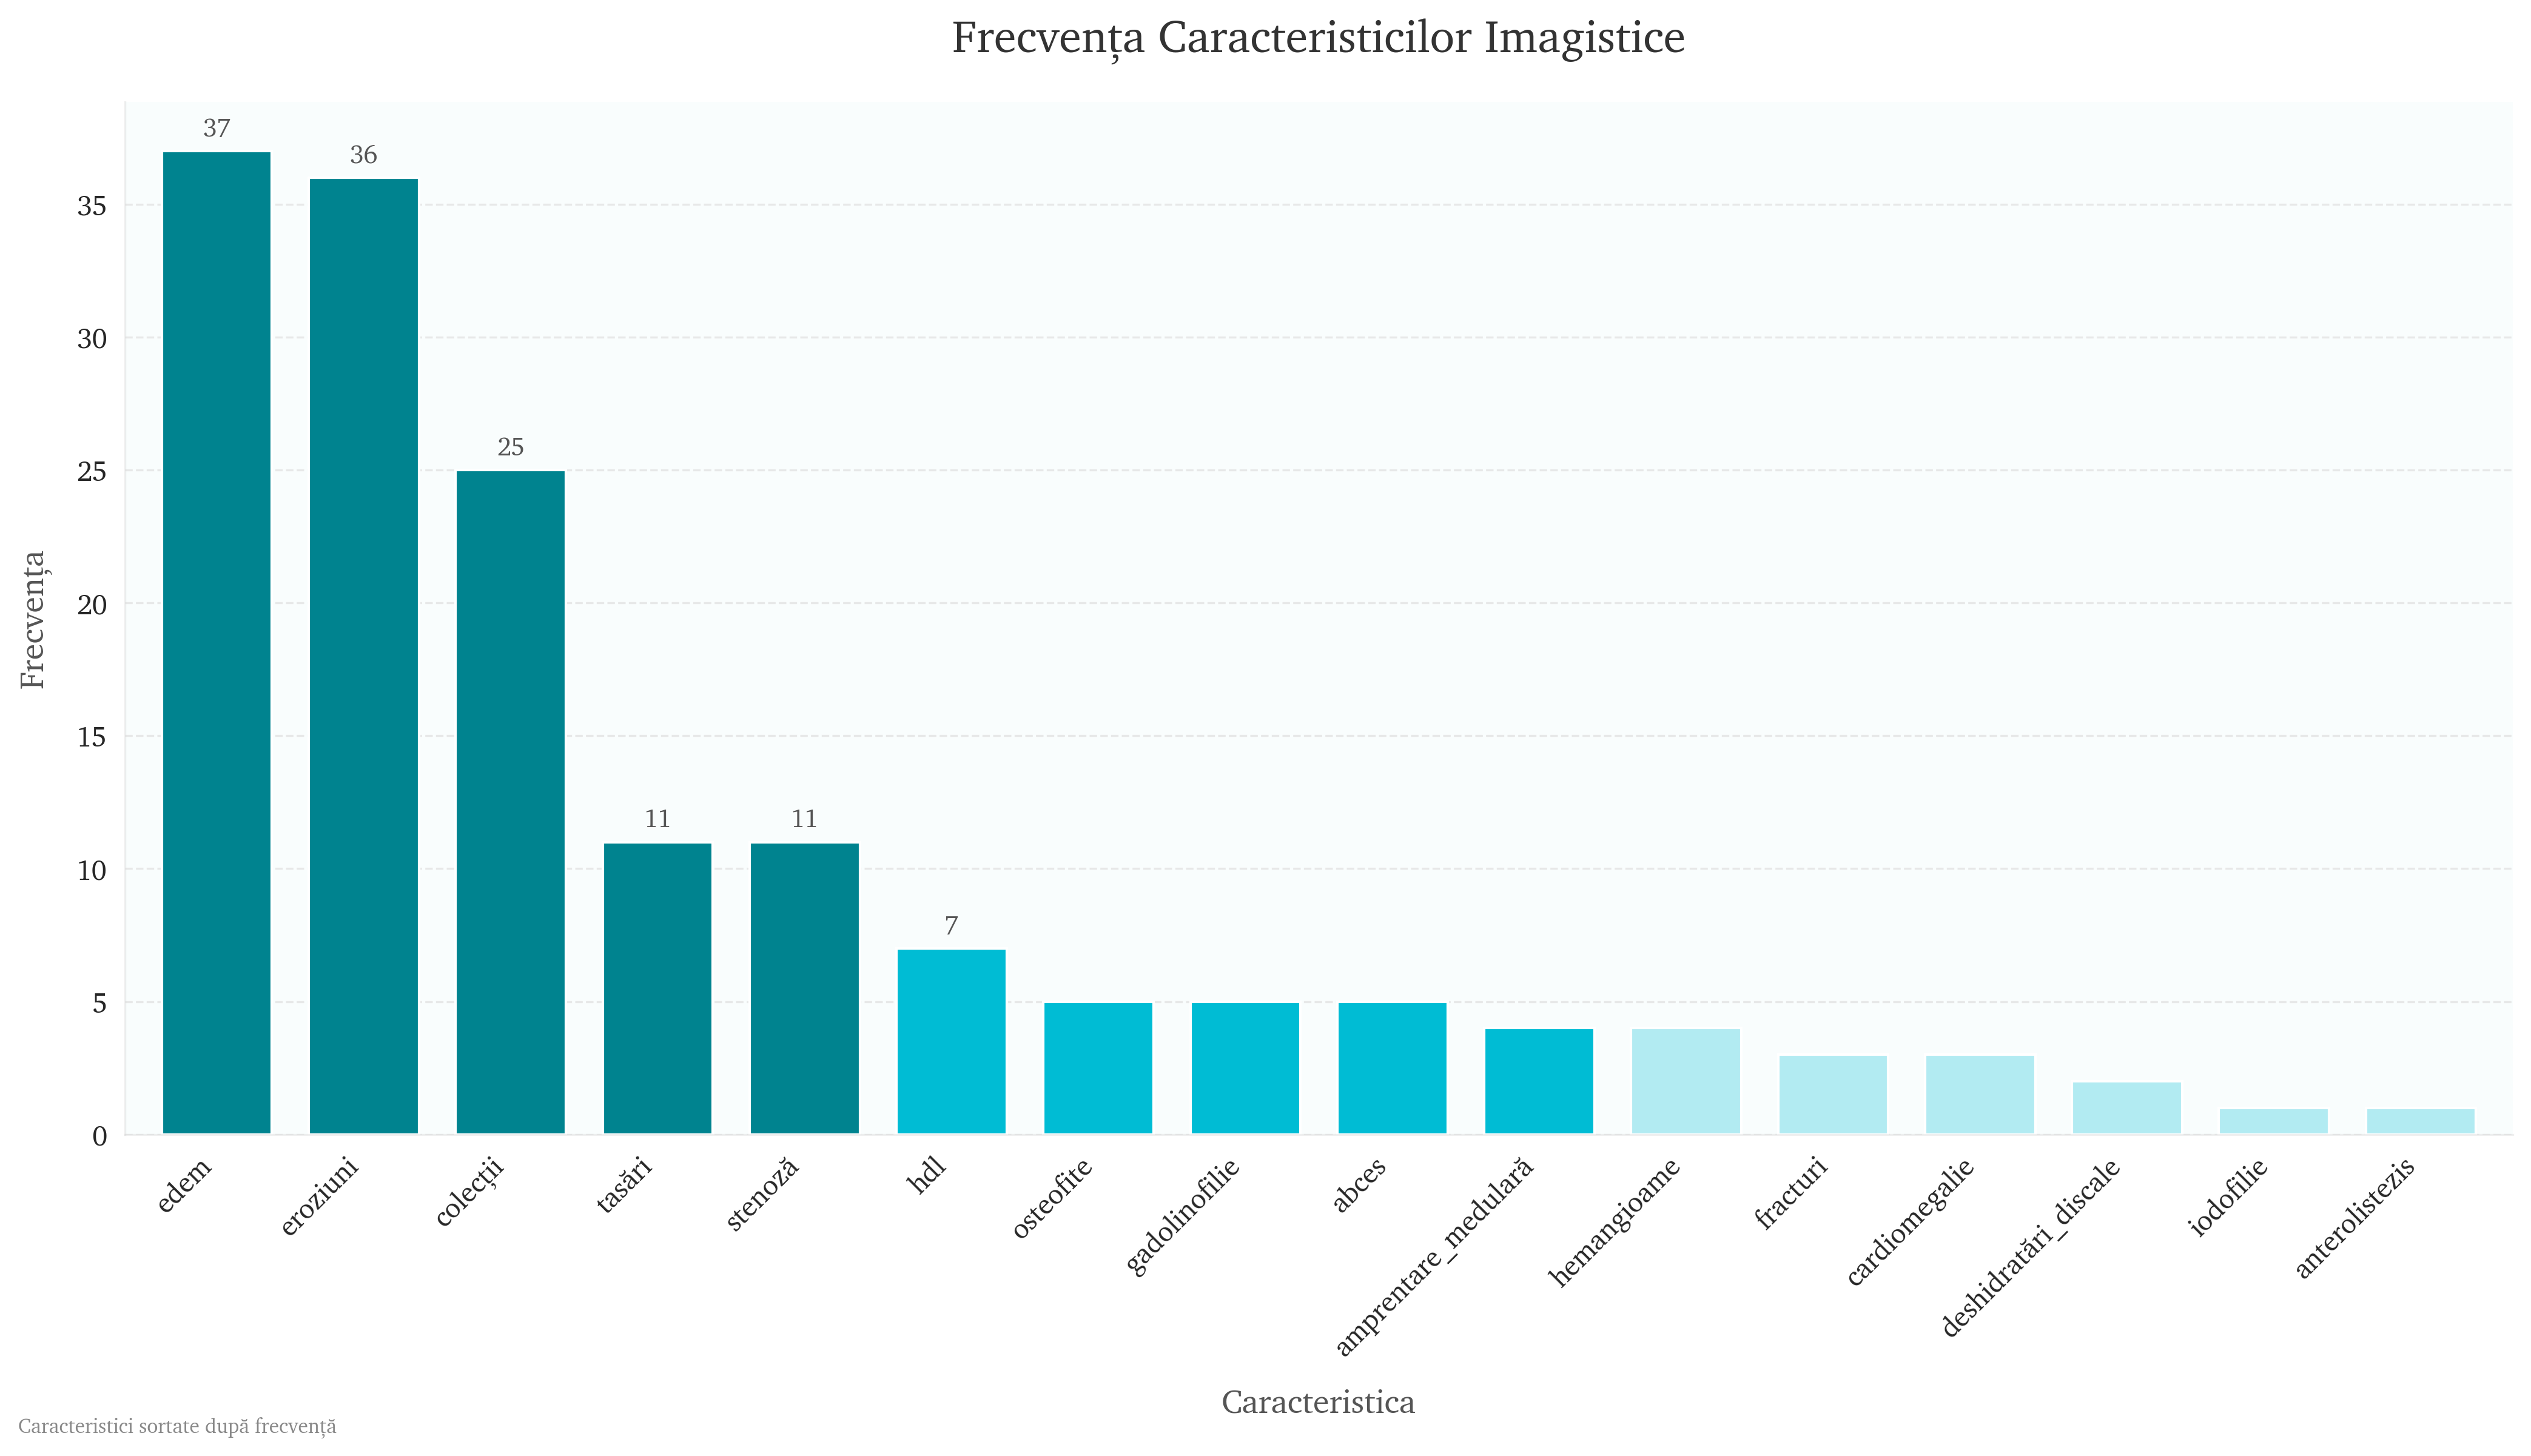 Frecvența Caracteristicilor Imagistice
Frecvența
35
30
25
20
15
10
5
0
37
36
25
11
11
7
edem
eroziuni
colecții
tasări
stenoză
hdl
osteofite
gadolinofilie
abces
amprentare_medulară
hemangioame
fracturi
cardiomegalie
deshidratări_discale
iodofilie
anterolistezis
Caracteristica
Caracteristici sortate după frecvență